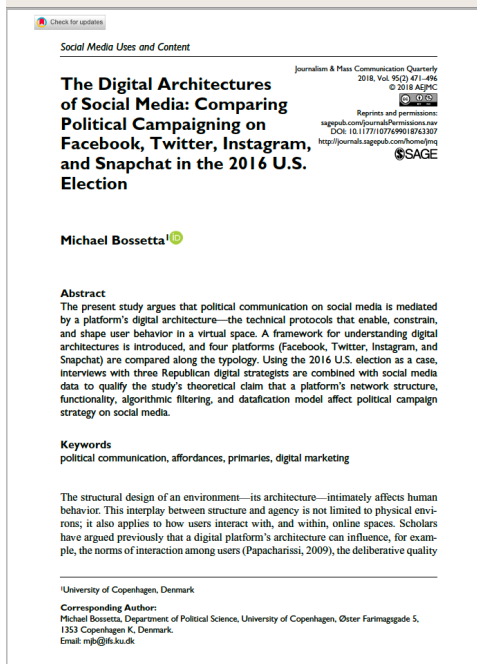 Check for updates
Social Media Uses and Content
Journalism & Mass Communication Quarterly
2018, Vol. 95(2) 471–496
© 2018 AEJMC
Reprints and permissions:
sagepub.com/journalsPermissions.nav
DOI: 10.1177/1077699018763307
http://journals.sagepub.com/home/jmq
SAGE
The Digital Architectures
of Social Media: Comparing
Political Campaigning on
Facebook, Twitter, Instagram,
and Snapchat in the 2016 U.S.
Election
Michael Bossetta¹ iD
Abstract
The present study argues that political communication on social media is mediated
by a platform’s digital architecture—the technical protocols that enable, constrain,
and shape user behavior in a virtual space. A framework for understanding digital
architectures is introduced, and four platforms (Facebook, Twitter, Instagram, and
Snapchat) are compared along the typology. Using the 2016 U.S. election as a case,
interviews with three Republican digital strategists are combined with social media
data to qualify the study’s theoretical claim that a platform’s network structure,
functionality, algorithmic filtering, and datafication model affect political campaign
strategy on social media.
Keywords
political communication, affordances, primaries, digital marketing
The structural design of an environment—its architecture—intimately affects human
behavior. This interplay between structure and agency is not limited to physical envi-
rons; it also applies to how users interact with, and within, online spaces. Scholars
have argued previously that a digital platform’s architecture can influence, for exam-
ple, the norms of interaction among users (Papacharissi, 2009), the deliberative quality
¹University of Copenhagen, Denmark
Corresponding Author:
Michael Bossetta, Department of Political Science, University of Copenhagen, Øster Farimagsgade 5,
1353 Copenhagen K, Denmark.
Email: mjb@ifs.ku.dk